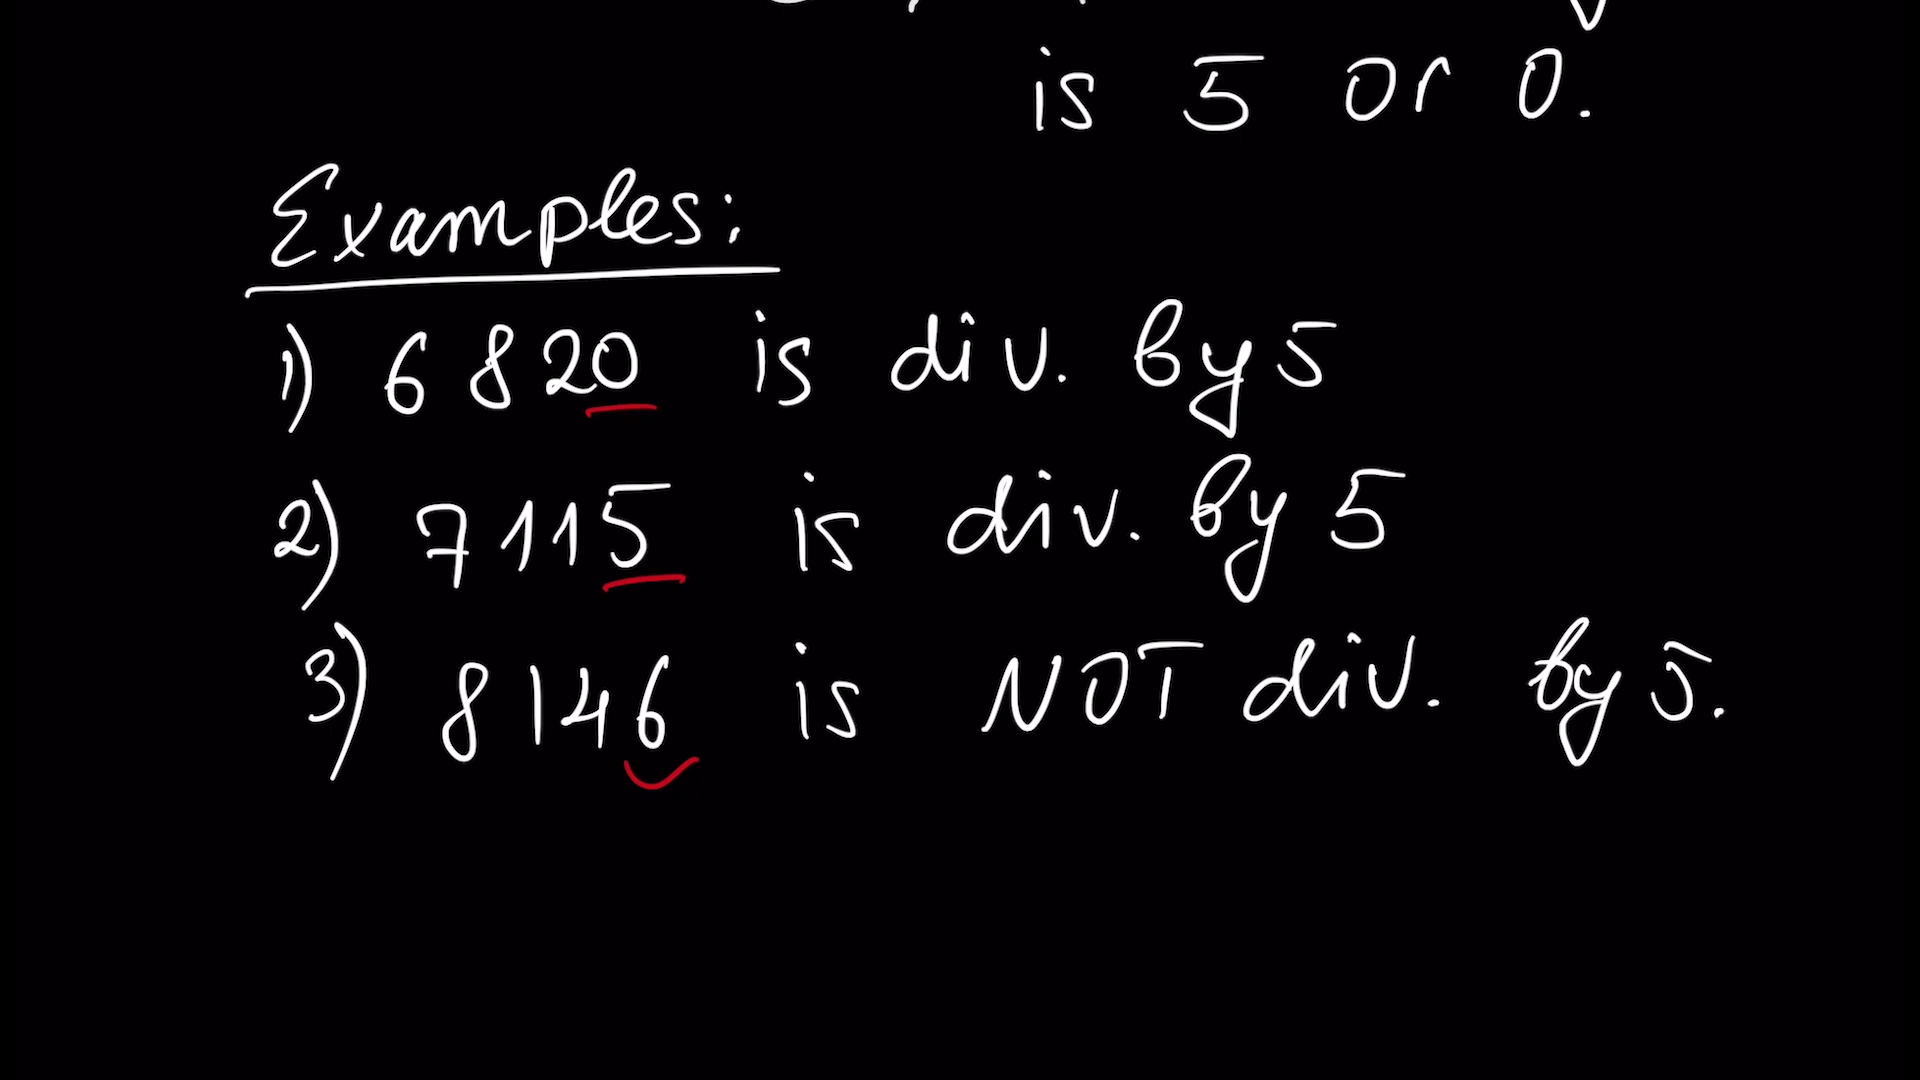 is 5 or 0.
Examples:
1) 6820 is div. by 5
2) 7115 is div. by 5
3) 8146 is NOT div. by 5.